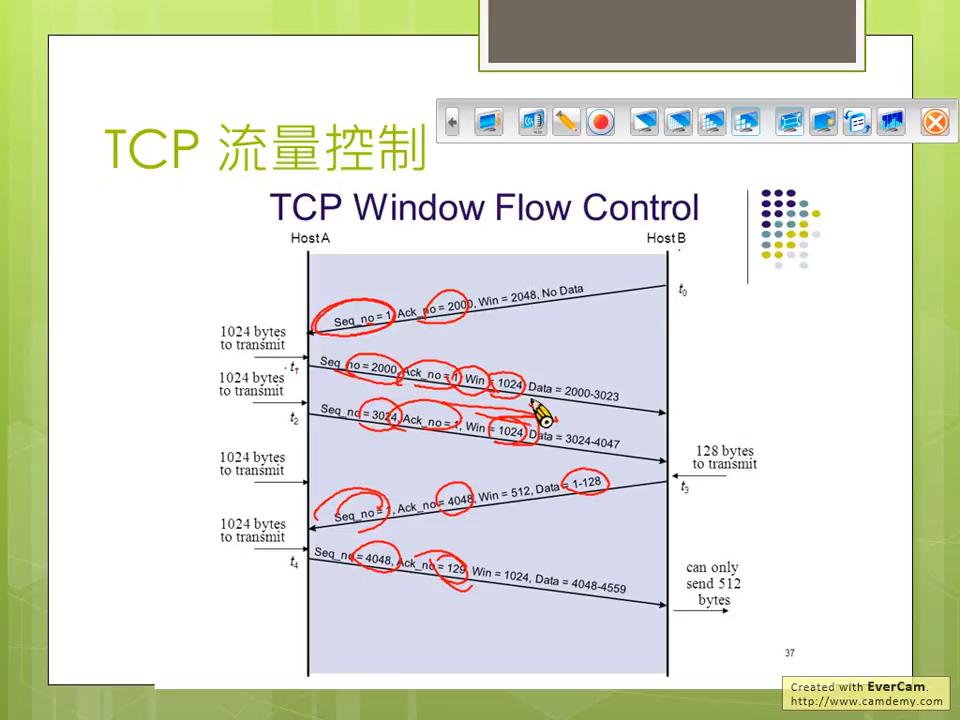 TCP 流量控制
TCP Window Flow Control
Host A
Host B
t0
Seq_no = 1, Ack_no = 2000, Win = 2048, No Data
1024 bytes
to transmit
t1
Seq_no = 2000, Ack_no = 1, Win = 1024, Data = 2000-3023
1024 bytes
to transmit
t2
Seq_no = 3024, Ack_no = 1, Win = 1024, Data = 3024-4047
128 bytes
to transmit
t3
1024 bytes
to transmit
Seq_no = 1, Ack_no = 4048, Win = 512, Data = 1-128
1024 bytes
to transmit
t4
Seq_no = 4048, Ack_no = 129, Win = 1024, Data = 4048-4559
can only
send 512
bytes
37
Created with EverCam.
http://www.camdemy.com